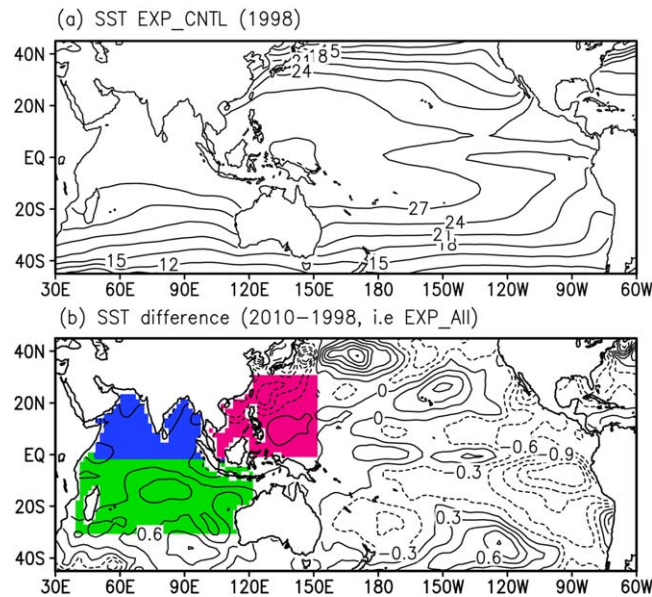 (a) SST EXP_CNTL (1998)
40N
20N
EQ
20S
40S
21
18
15
24
27
24
21
18
15
12
15
30E 60E 90E 120E 150E 180 150W 120W 90W 60W
(b) SST difference (2010-1998, i.e EXP_All)
40N
20N
EQ
20S
40S
0
0
-0.6
-0.9
-0.3
0.6
0.3
-0.3
0.6
30E 60E 90E 120E 150E 180 150W 120W 90W 60W